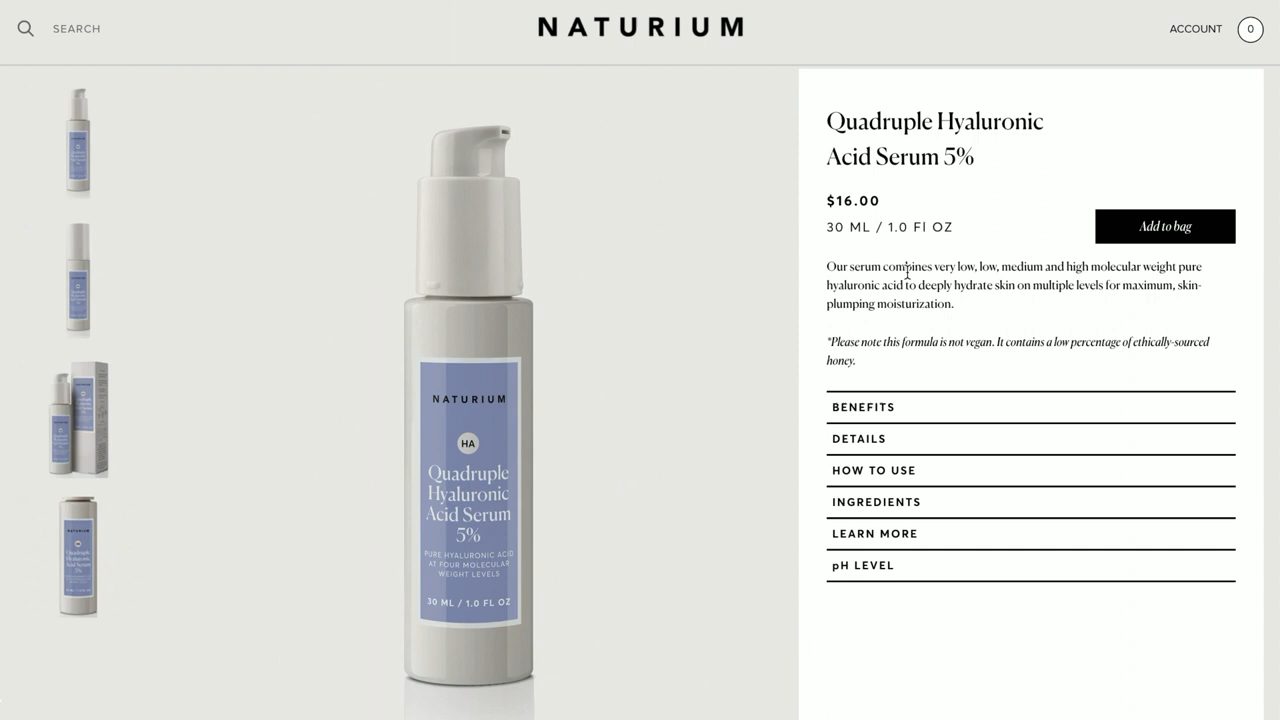 SEARCH
NATURIUM
ACCOUNT
0
Quadruple Hyaluronic
Acid Serum 5%
$16.00
30 ML / 1.0 Fl OZ
Add to bag
Our serum combines very low, low, medium and high molecular weight pure
hyaluronic acid to deeply hydrate skin on multiple levels for maximum, skin-
plumping moisturization.
*Please note this formula is not vegan. It contains a low percentage of ethically-sourced
honey.
BENEFITS
DETAILS
HOW TO USE
INGREDIENTS
LEARN MORE
pH LEVEL
NATURIUM
HA
Quadruple
Hyaluronic
Acid Serum
5%
PURE HYALURONIC ACID
AT FOUR MOLECULAR
WEIGHT LEVELS
30 ML / 1.0 FL OZ